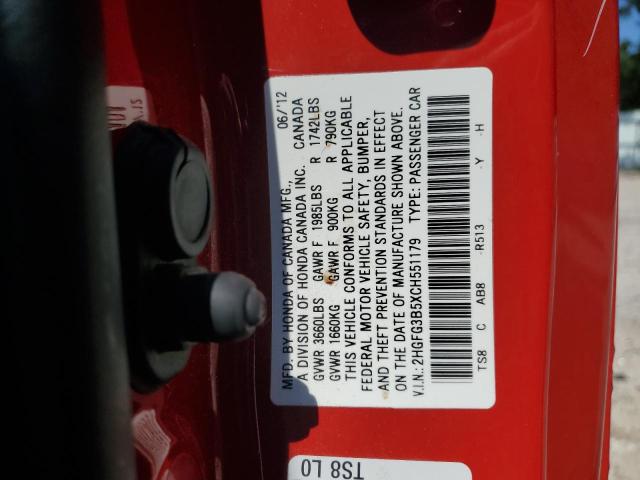 MFD. BY HONDA OF CANADA MFG., 06/'12
A DIVISION OF HONDA CANADA INC. CANADA
GVWR 3660LBS GAWR F 1985LBS R 1742LBS
GVWR 1660KG GAWR F 900KG R 790KG
THIS VEHICLE CONFORMS TO ALL APPLICABLE
FEDERAL MOTOR VEHICLE SAFETY, BUMPER,
AND THEFT PREVENTION STANDARDS IN EFFECT
ON THE DATE OF MANUFACTURE SHOWN ABOVE.
V.I.N.: 2HGFG3B5XCH551179 TYPE: PASSENGER CAR
TS8 C AB8 -R513 -Y -H
TS8 L0